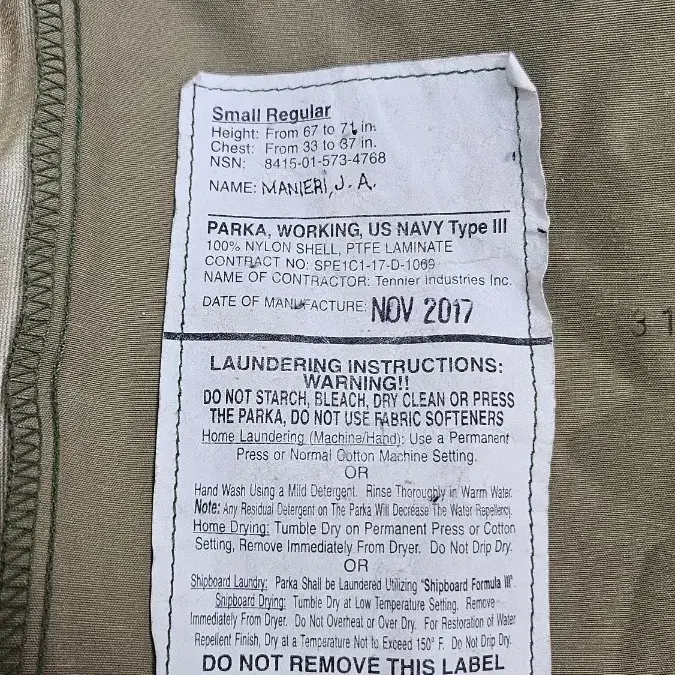 Small Regular
Height: From 67 to 71 in.
Chest: From 33 to 37 in.
NSN: 8415-01-573-4768
NAME: MANIERI, J. A.
PARKA, WORKING, US NAVY Type III
100% NYLON SHELL, PTFE LAMINATE
CONTRACT NO: SPE1C1-17-D-1069
NAME OF CONTRACTOR: Tennier Industries Inc.
DATE OF MANUFACTURE: NOV 2017
31
LAUNDERING INSTRUCTIONS:
WARNING!!
DO NOT STARCH, BLEACH, DRY CLEAN OR PRESS
THE PARKA, DO NOT USE FABRIC SOFTENERS
Home Laundering (Machine/Hand): Use a Permanent
Press or Normal Cotton Machine Setting.
OR
Hand Wash Using a Mild Detergent. Rinse Thoroughly in Warm Water.
Note: Any Residual Detergent on The Parka Will Decrease The Water Repellency.
Home Drying: Tumble Dry on Permanent Press or Cotton
Setting, Remove Immediately From Dryer. Do Not Drip Dry.
OR
Shipboard Laundry: Parka Shall be Laundered Utilizing "Shipboard Formula III".
Shipboard Drying: Tumble Dry at Low Temperature Setting. Remove
Immediately From Dryer. Do Not Overheat or Over Dry. For Restoration of Water
Repellent Finish, Dry at a Temperature Not to Exceed 150° F. Do Not Drip Dry.
DO NOT REMOVE THIS LABEL